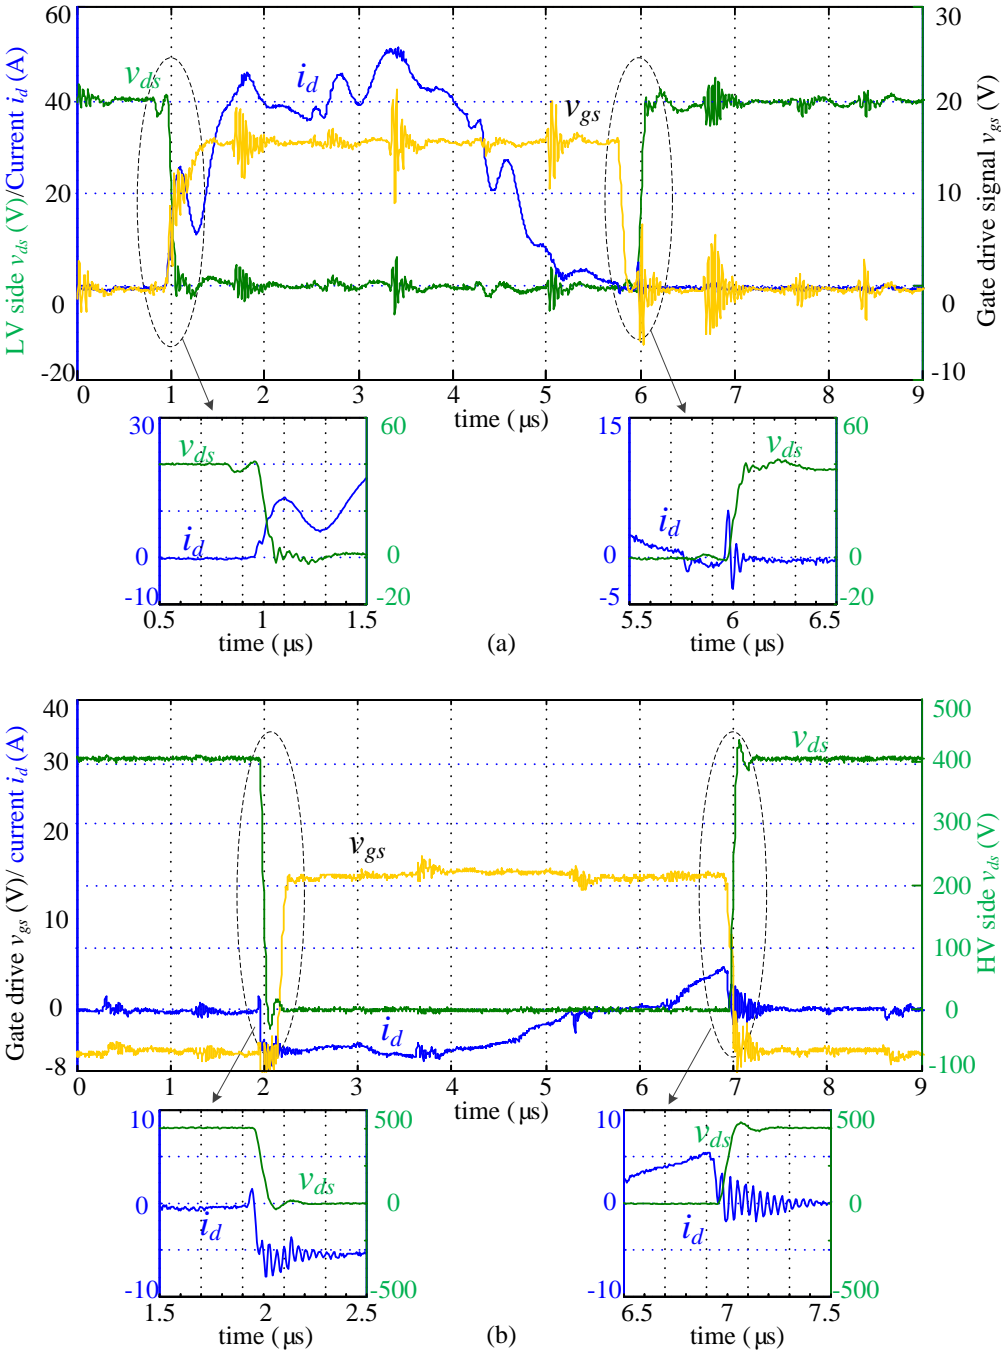 60
40
20
0
-20
LV side v_ds (V)/Current i_d (A)
30
20
10
0
-10
Gate drive signal v_gs (V)
v_ds
i_d
v_gs
0 1 2 3 4 5 6 7 8 9
time (μs)
30
0
-10
60
0
-20
v_ds
i_d
0.5 1 1.5
time (μs)
15
0
-5
60
0
-20
v_ds
i_d
5.5 6 6.5
time (μs)
(a)
40
30
20
10
0
-8
Gate drive v_gs (V)/ current i_d (A)
500
400
300
200
100
0
-100
HV side v_ds (V)
v_ds
v_gs
i_d
0 1 2 3 4 5 6 7 8 9
time (μs)
10
0
-10
500
0
-500
v_ds
i_d
1.5 2 2.5
time (μs)
10
0
-10
500
0
-500
v_ds
i_d
6.5 7 7.5
time (μs)
(b)